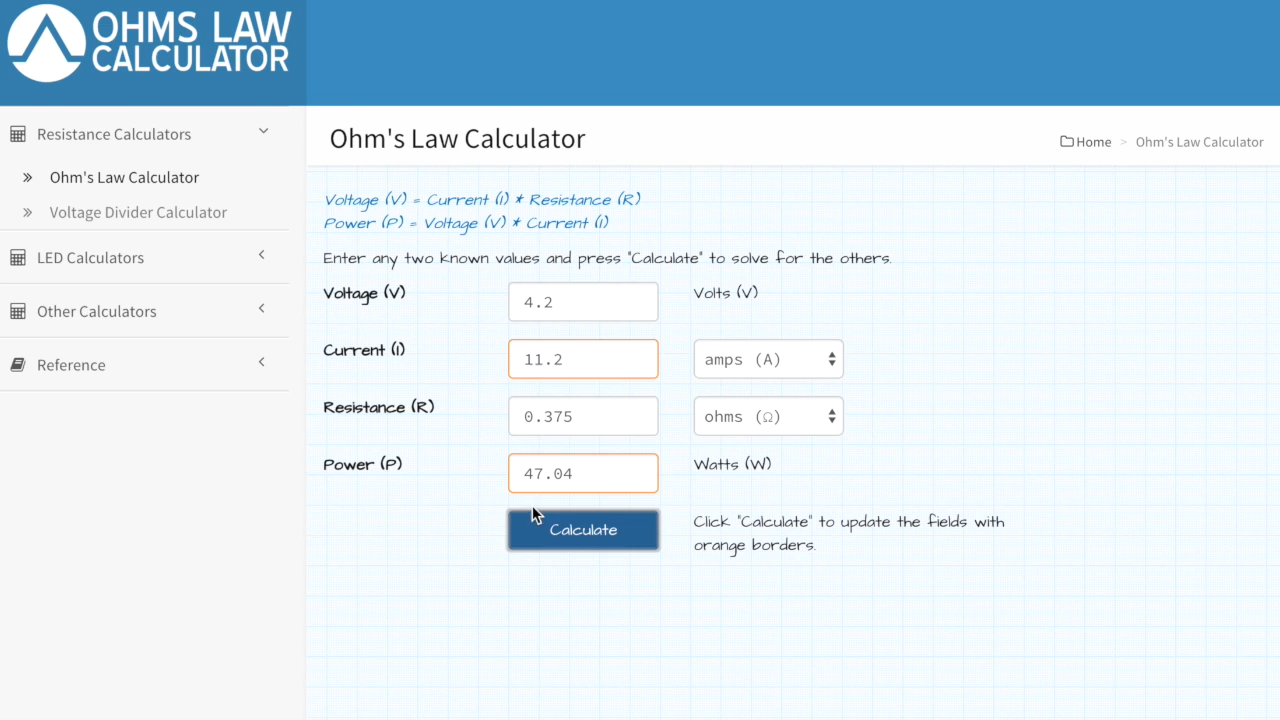 OHMS LAW
CALCULATOR
Resistance Calculators
Ohm's Law Calculator
Voltage Divider Calculator
LED Calculators
Other Calculators
Reference
Ohm's Law Calculator
Home > Ohm's Law Calculator
Voltage (V) = Current (I) * Resistance (R)
Power (P) = Voltage (V) * Current (I)
Enter any two known values and press "Calculate" to solve for the others.
Voltage (V) 4.2 Volts (V)
Current (I) 11.2 amps (A)
Resistance (R) 0.375 ohms (Ω)
Power (P) 47.04 Watts (W)
Calculate
Click "Calculate" to update the fields with
orange borders.